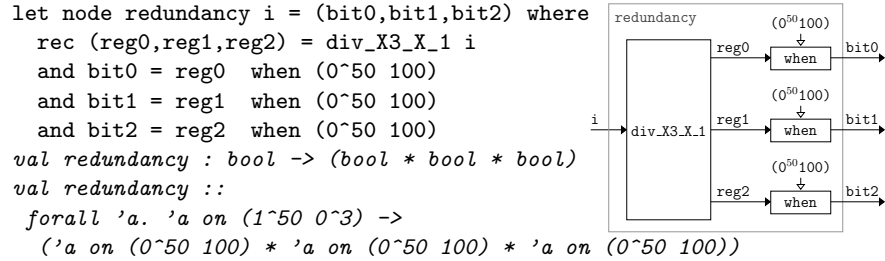 let node redundancy i = (bit0,bit1,bit2) where
rec (reg0,reg1,reg2) = div_X3_X_1 i
and bit0 = reg0 when (0^50 100)
and bit1 = reg1 when (0^50 100)
and bit2 = reg2 when (0^50 100)
val redundancy : bool -> (bool * bool * bool)
val redundancy ::
forall 'a. 'a on (1^50 0^3) ->
('a on (0^50 100) * 'a on (0^50 100) * 'a on (0^50 100))
redundancy
i
div_X3_X_1
(0⁵⁰100)
reg0
when
bit0
(0⁵⁰100)
reg1
when
bit1
(0⁵⁰100)
reg2
when
bit2